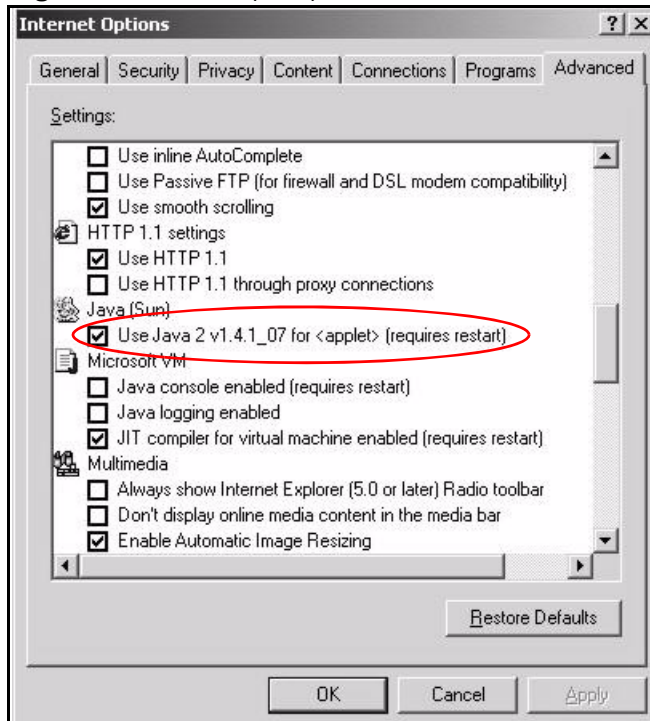 Internet Options
General Security Privacy Content Connections Programs Advanced
Settings:
Use inline AutoComplete
Use Passive FTP (for firewall and DSL modem compatibility)
Use smooth scrolling
HTTP 1.1 settings
Use HTTP 1.1
Use HTTP 1.1 through proxy connections
Java (Sun)
Use Java 2 v1.4.1_07 for <applet> (requires restart)
Microsoft VM
Java console enabled (requires restart)
Java logging enabled
JIT compiler for virtual machine enabled (requires restart)
Multimedia
Always show Internet Explorer (5.0 or later) Radio toolbar
Don't display online media content in the media bar
Enable Automatic Image Resizing
Restore Defaults
OK Cancel Apply